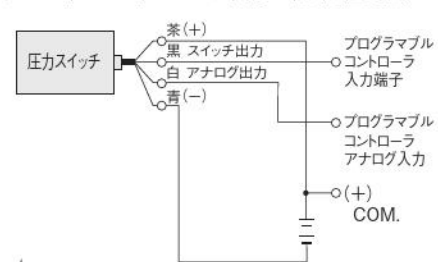 圧力スイッチ
茶(+)
黒 スイッチ出力
白 アナログ出力
青(−)
プログラマブル
コントローラ
入力端子
プログラマブル
コントローラ
アナログ入力
(+)
COM.